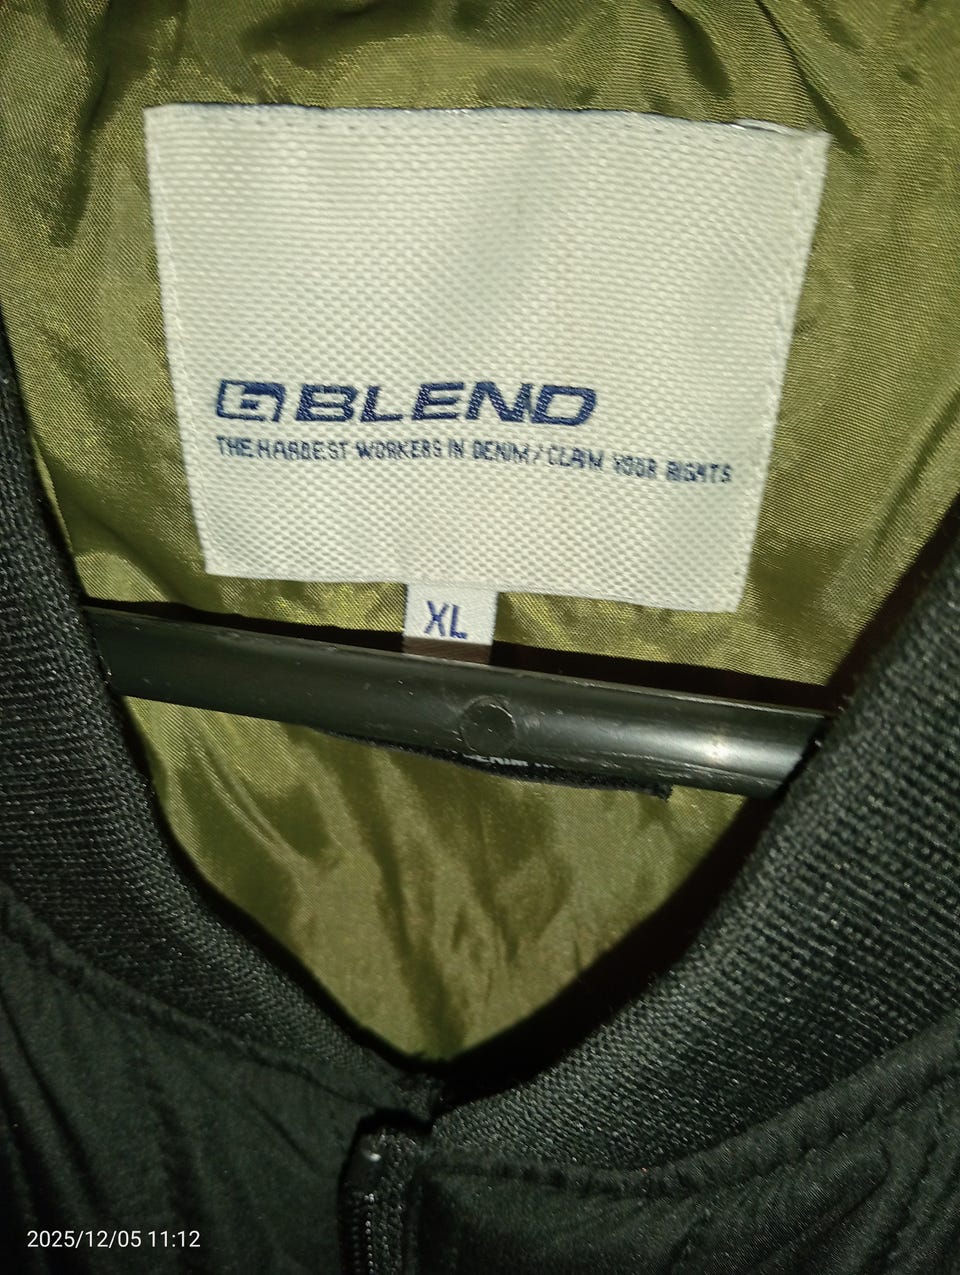 BLEND
THE HARDEST WORKERS IN DENIM/CLAIM YOUR RIGHTS
XL
2025/12/05 11:12